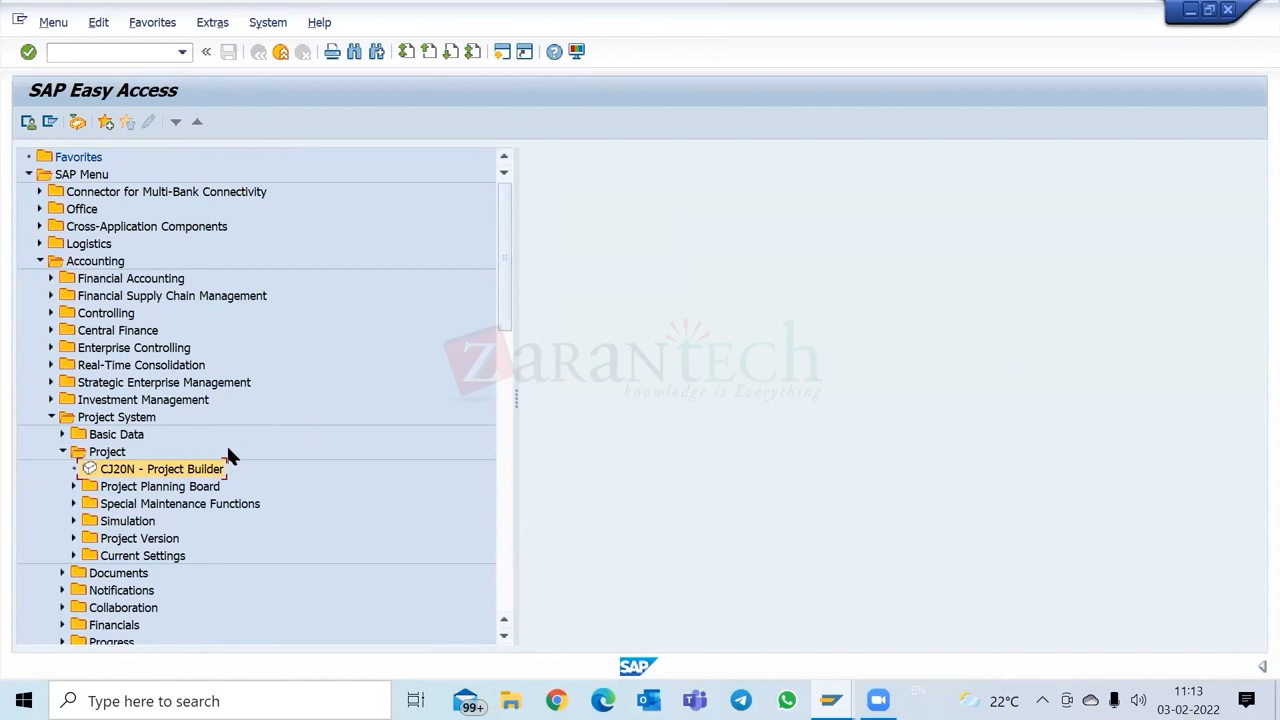 Menu Edit Favorites Extras System Help
SAP Easy Access
Favorites
SAP Menu
Connector for Multi-Bank Connectivity
Office
Cross-Application Components
Logistics
Accounting
Financial Accounting
Financial Supply Chain Management
Controlling
Central Finance
Enterprise Controlling
Real-Time Consolidation
Strategic Enterprise Management
Investment Management
Project System
Basic Data
Project
CJ20N - Project Builder
Project Planning Board
Special Maintenance Functions
Simulation
Project Version
Current Settings
Documents
Notifications
Collaboration
Financials
Progress
zarantech
knowledge is Everything
SAP
Type here to search
99+
EN
22°C
11:13
03-02-2022